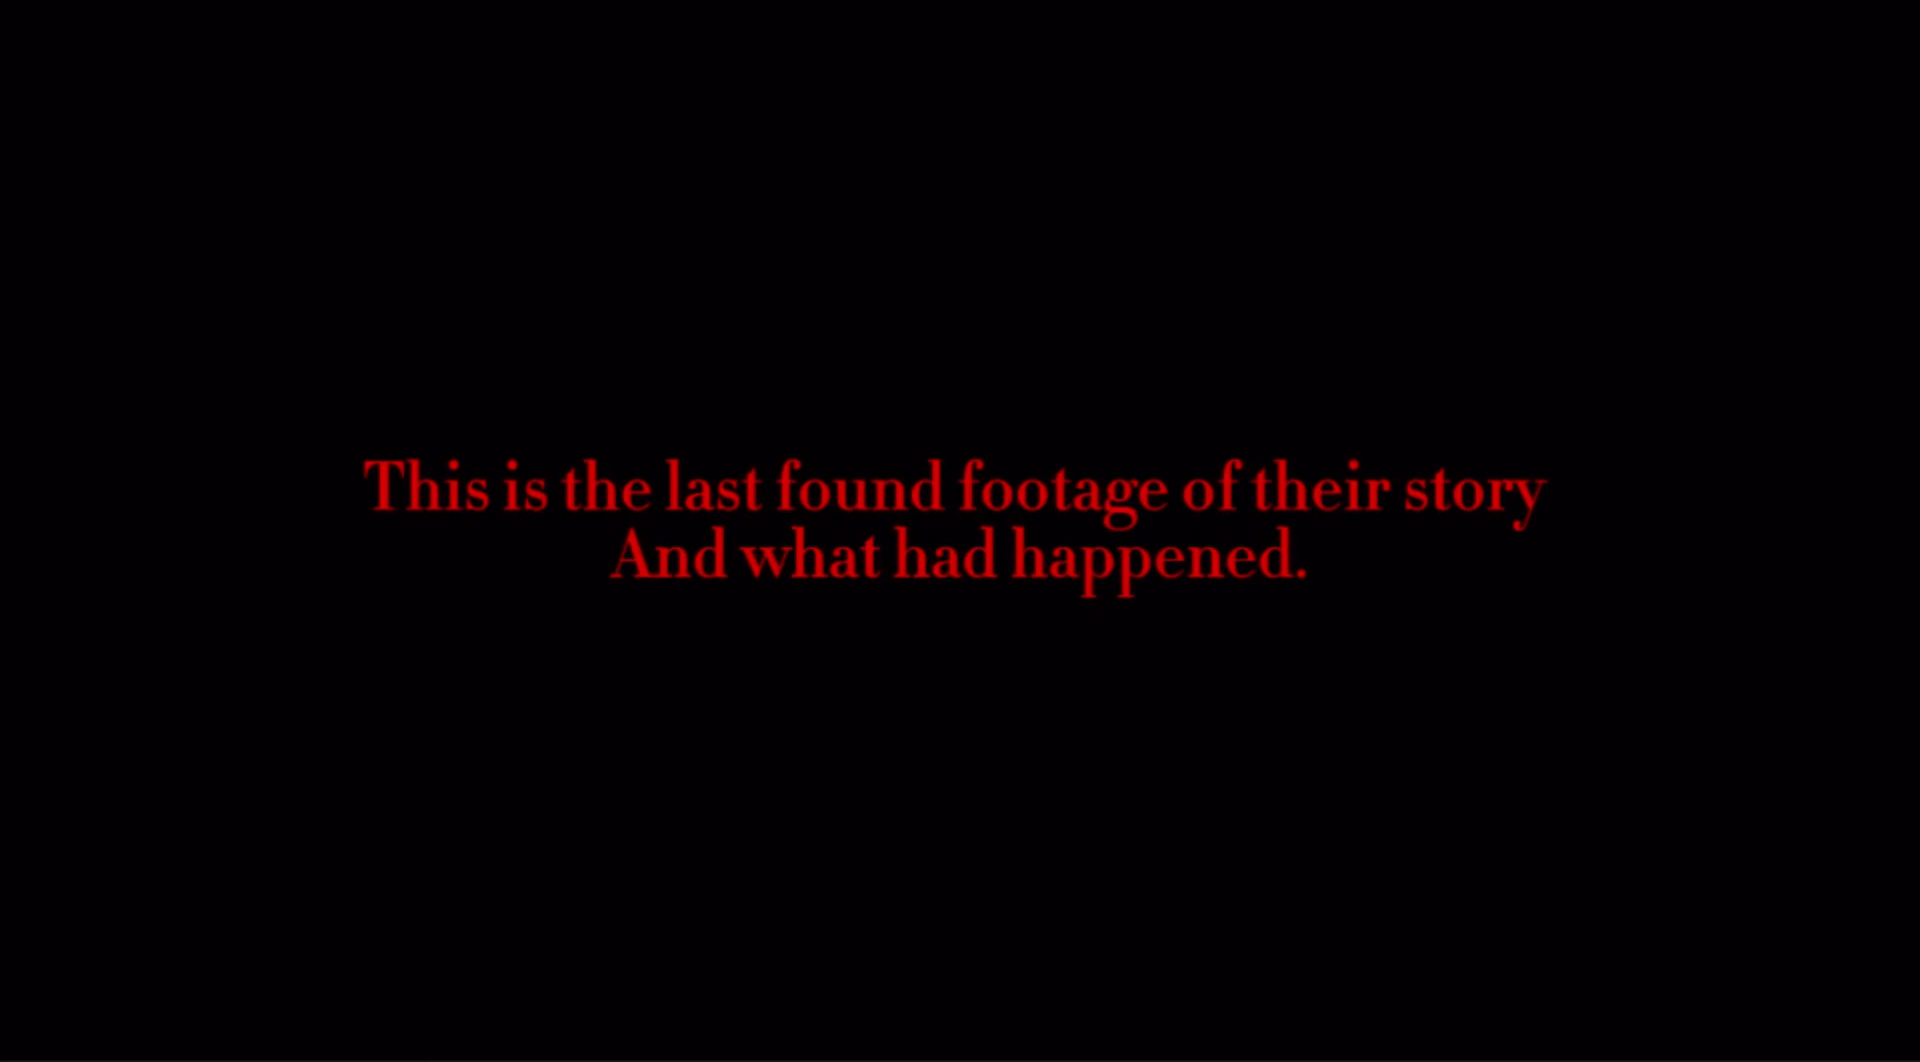 This is the last found footage of their story
And what had happened.